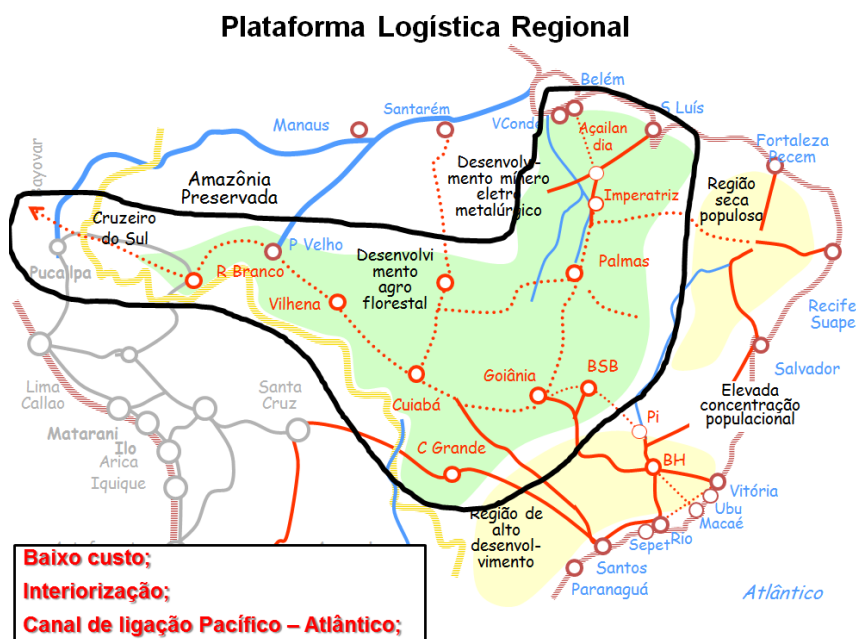 Plataforma Logística Regional
Belém
Santarém
S Luís
Manaus
VConde
Açailan
dia
Fortaleza
Pecem
Desenvolvi-
mento mínero
eletro
metalúrgico
Amazônia
Preservada
Imperatriz
Região
seca
populosa
Cruzeiro
do Sul
P Velho
Pucallpa
R Branco
Desenvolvi
mento
agro
florestal
Palmas
Vilhena
Recife
Suape
Salvador
Lima
Callao
Santa
Cruz
Cuiabá
Goiânia
BSB
Elevada
concentração
populacional
Matarani
Ilo
Arica
Iquique
C Grande
Pi
BH
Vitória
Ubu
Macaé
Rio
Sepet
Região de
alto
desenvol-
vimento
Santos
Paranaguá
Atlântico
Baixo custo;
Interiorização;
Canal de ligação Pacífico – Atlântico;